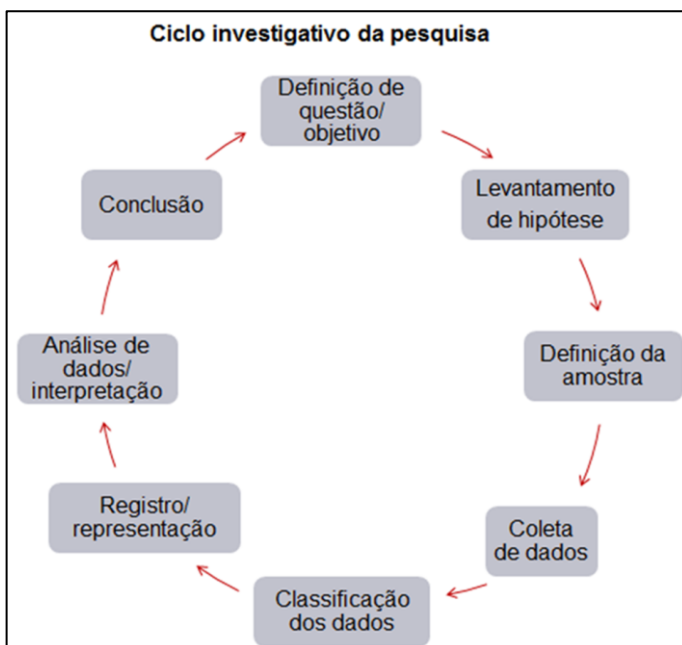 Ciclo investigativo da pesquisa
Definição de
questão/
objetivo
Levantamento
de hipótese
Definição da
amostra
Coleta
de dados
Classificação
dos dados
Registro/
representação
Análise de
dados/
interpretação
Conclusão